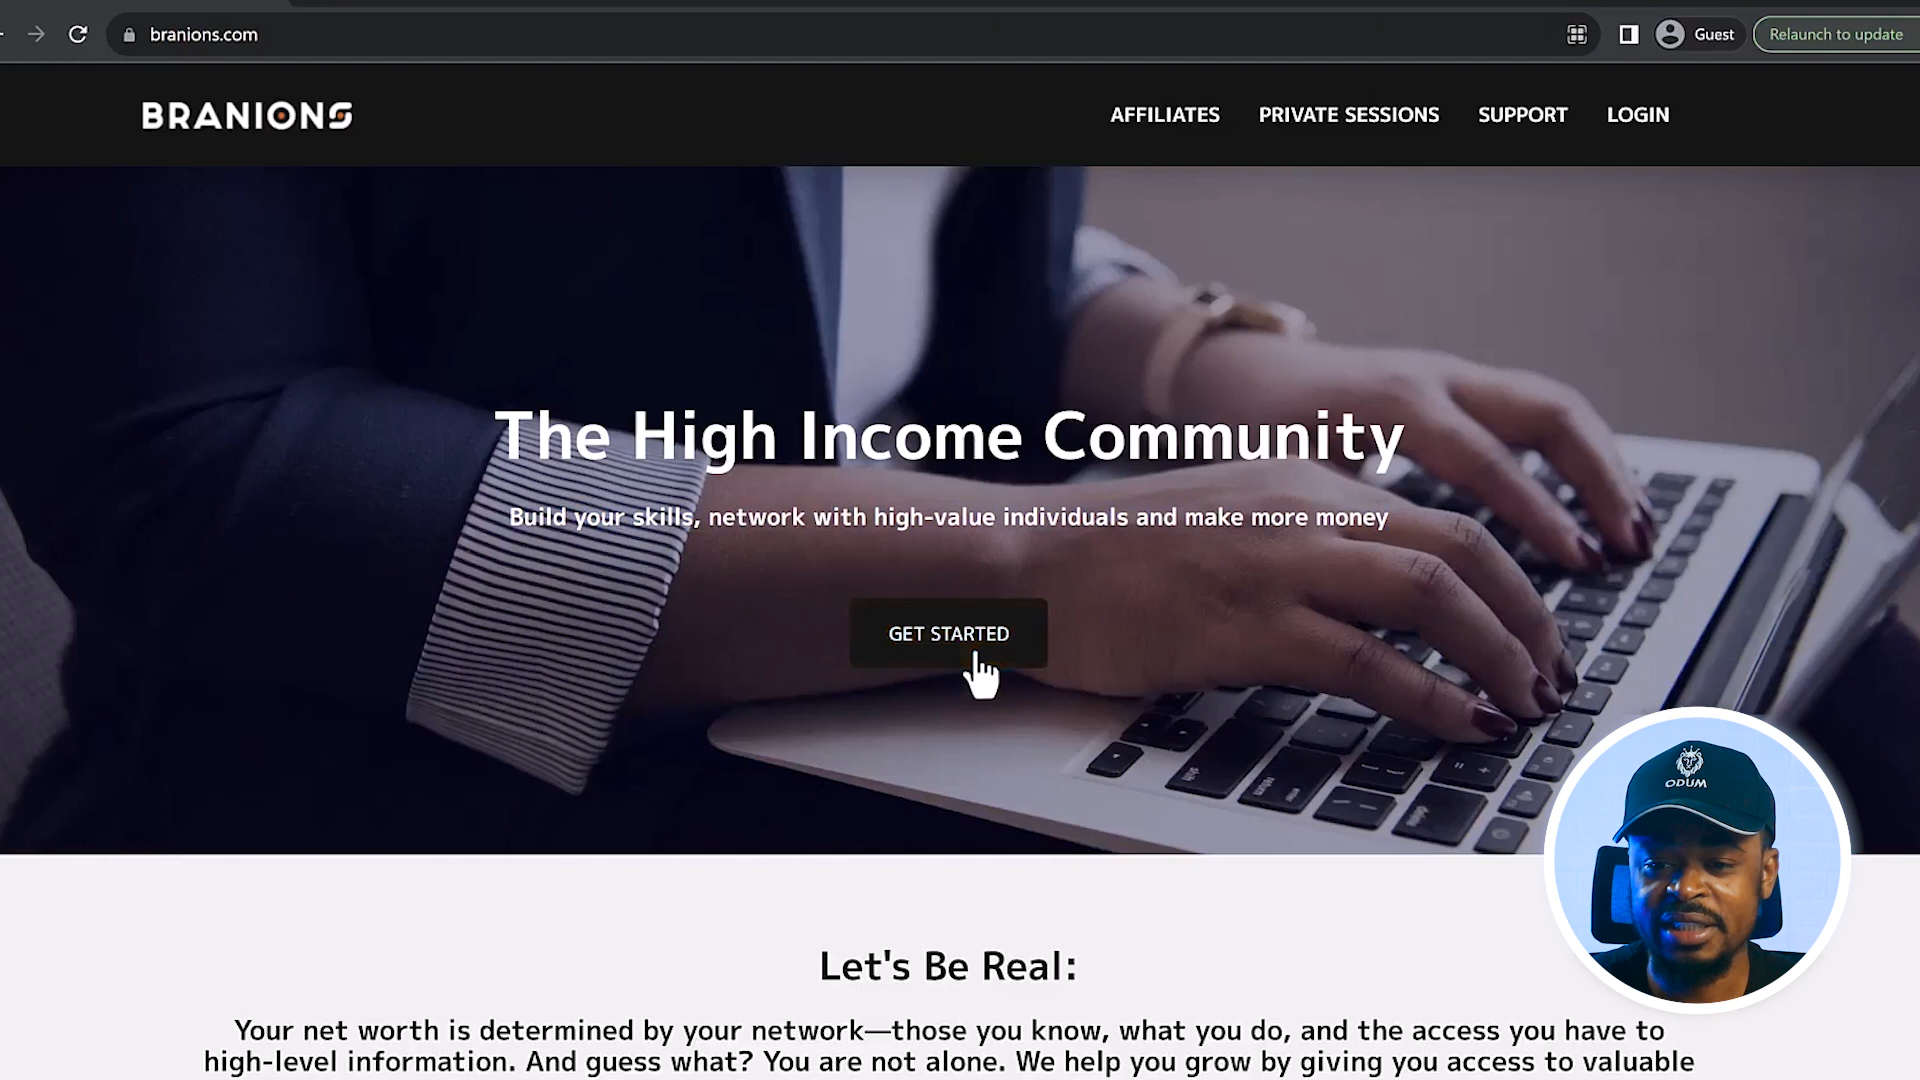 branions.com
Guest
Relaunch to update
BRANIONS
AFFILIATES
PRIVATE SESSIONS
SUPPORT
LOGIN
The High Income Community
Build your skills, network with high-value individuals and make more money
GET STARTED
ODUM
Let's Be Real:
Your net worth is determined by your network—those you know, what you do, and the access you have to
high-level information. And guess what? You are not alone. We help you grow by giving you access to valuable